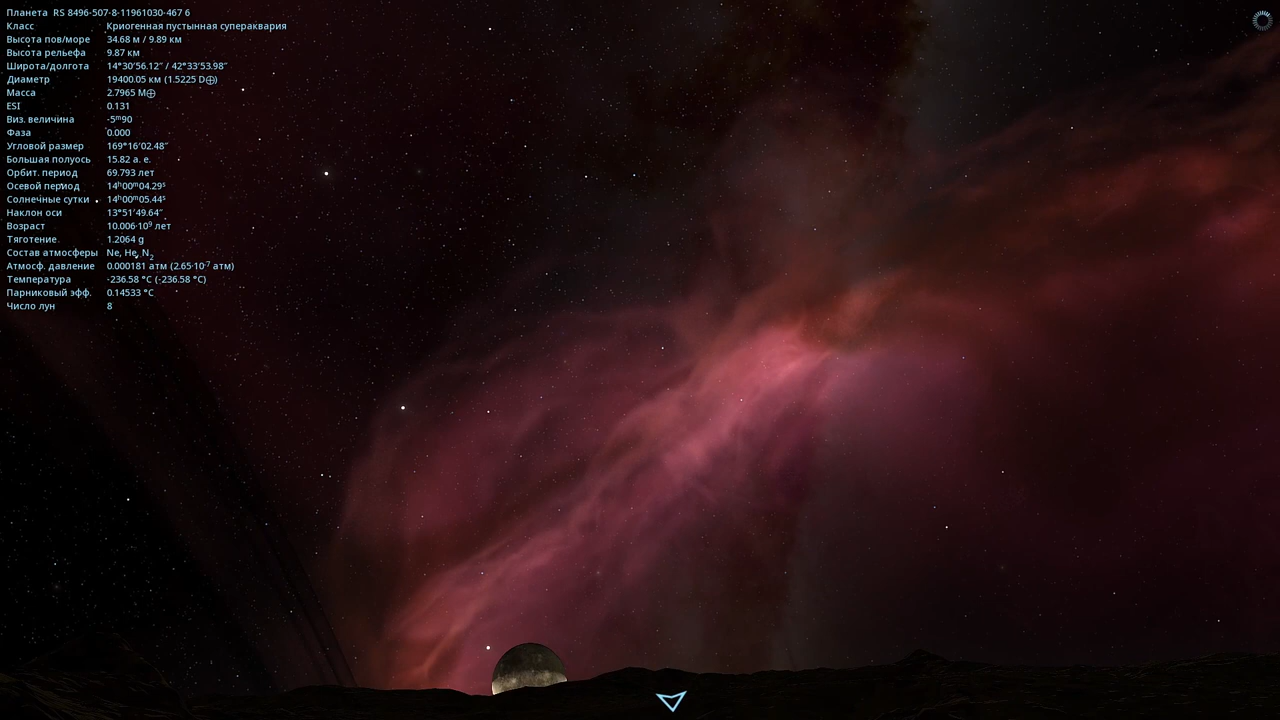 Планета RS 8496-507-8-11961030-467 6
Класс Криогенная пустынная супераквария
Высота пов/море 34.68 м / 9.89 км
Высота рельефа 9.87 км
Широта/долгота 14°30′56.12″ / 42°33′53.98″
Диаметр 19400.05 км (1.5225 D⊕)
Масса 2.7965 M⊕
ESI 0.131
Виз. величина -5ᵐ90
Фаза 0.000
Угловой размер 169°16′02.48″
Большая полуось 15.82 а. е.
Орбит. период 69.793 лет
Осевой период 14ʰ00ᵐ04.29ˢ
Солнечные сутки 14ʰ00ᵐ05.44ˢ
Наклон оси 13°51′49.64″
Возраст 10.006·10⁹ лет
Тяготение 1.2064 g
Состав атмосферы Ne, He, N₂
Атмосф. давление 0.000181 атм (2.65·10⁻⁷ атм)
Температура -236.58 °C (-236.58 °C)
Парниковый эфф. 0.14533 °C
Число лун 8